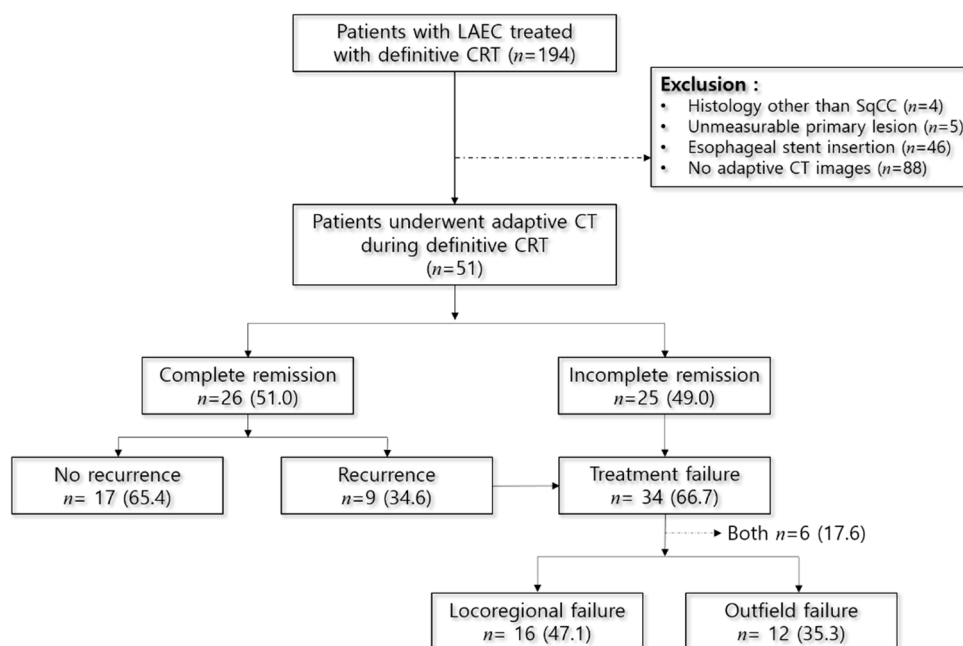 Patients with LAEC treated
with definitive CRT (n=194)
Exclusion :
• Histology other than SqCC (n=4)
• Unmeasurable primary lesion (n=5)
• Esophageal stent insertion (n=46)
• No adaptive CT images (n=88)
Patients underwent adaptive CT
during definitive CRT
(n=51)
Complete remission
n=26 (51.0)
Incomplete remission
n=25 (49.0)
No recurrence
n= 17 (65.4)
Recurrence
n=9 (34.6)
Treatment failure
n= 34 (66.7)
Both n=6 (17.6)
Locoregional failure
n= 16 (47.1)
Outfield failure
n= 12 (35.3)